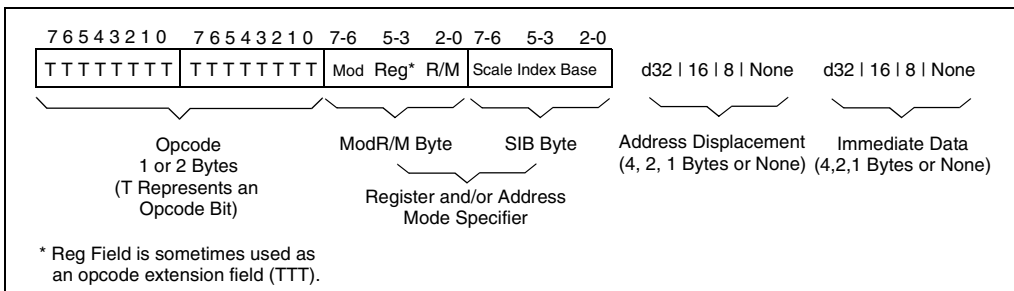 7 6 5 4 3 2 1 0 7 6 5 4 3 2 1 0 7-6 5-3 2-0 7-6 5-3 2-0
T T T T T T T T T T T T T T T T Mod Reg* R/M Scale Index Base d32 | 16 | 8 | None d32 | 16 | 8 | None
Opcode
1 or 2 Bytes
(T Represents an
Opcode Bit)
ModR/M Byte SIB Byte
Register and/or Address
Mode Specifier
Address Displacement
(4, 2, 1 Bytes or None)
Immediate Data
(4,2,1 Bytes or None)
* Reg Field is sometimes used as
an opcode extension field (TTT).